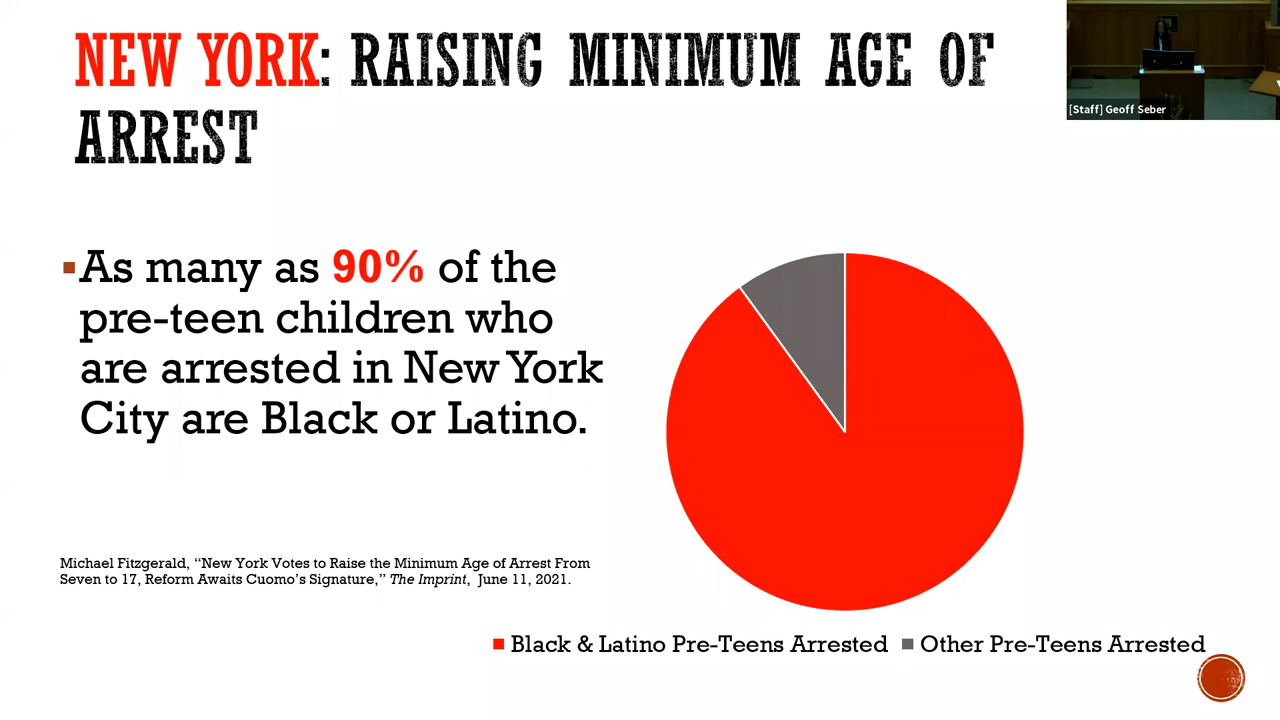 NEW YORK: RAISING MINIMUM AGE OF
ARREST
[Staff] Geoff Seber
As many as 90% of the
pre-teen children who
are arrested in New York
City are Black or Latino.
Michael Fitzgerald, “New York Votes to Raise the Minimum Age of Arrest From
Seven to 17, Reform Awaits Cuomo’s Signature,” The Imprint, June 11, 2021.
Black & Latino Pre-Teens Arrested
Other Pre-Teens Arrested